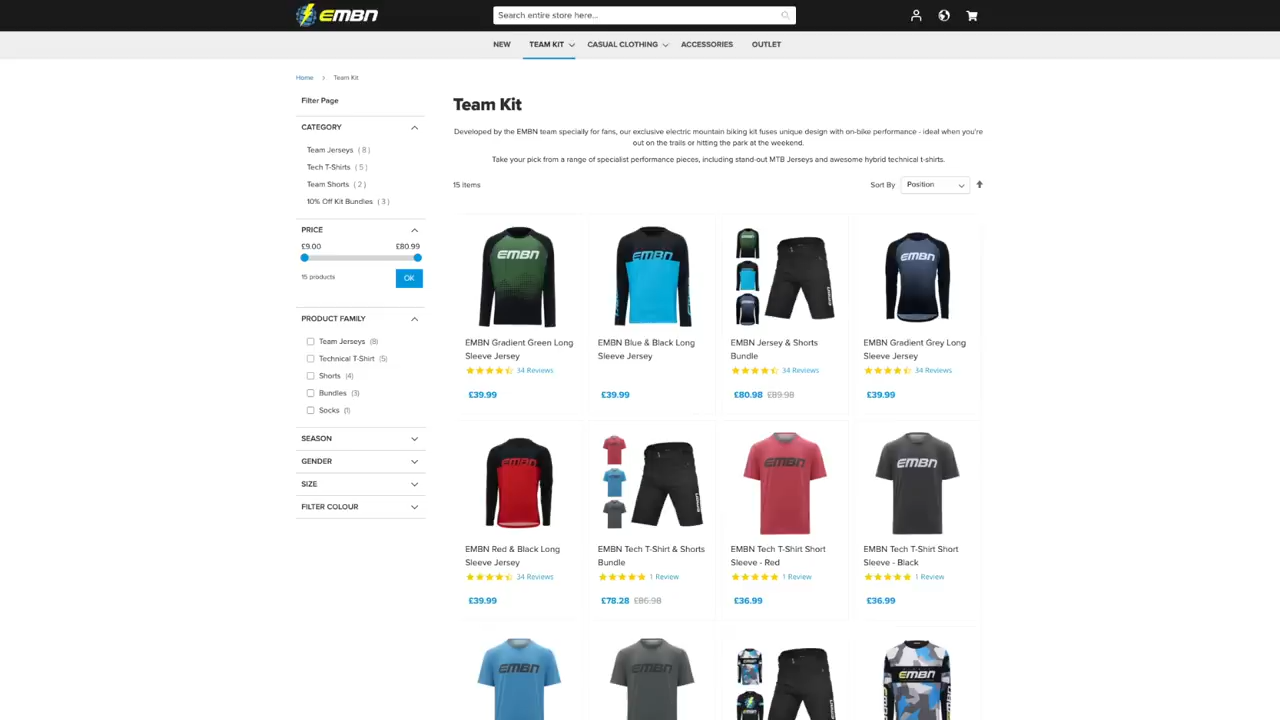 EMBN
Search entire store here...
NEW
TEAM KIT
CASUAL CLOTHING
ACCESSORIES
OUTLET
Home
Team Kit
Filter Page
CATEGORY
Team Jerseys ( 8 )
Tech T-Shirts ( 5 )
Team Shorts ( 2 )
10% Off Kit Bundles ( 3 )
PRICE
£9.00 £80.99
15 products OK
PRODUCT FAMILY
Team Jerseys (8)
Technical T-Shirt (5)
Shorts (4)
Bundles (3)
Socks (1)
SEASON
GENDER
SIZE
FILTER COLOUR
Team Kit
Developed by the EMBN team specially for fans, our exclusive electric mountain biking kit fuses unique design with on-bike performance - ideal when you're
out on the trails or hitting the park at the weekend.
Take your pick from a range of specialist performance pieces, including stand-out MTB Jerseys and awesome hybrid technical t-shirts.
15 Items
Sort By Position
EMBN
EMBN Gradient Green Long
Sleeve Jersey
34 Reviews
£39.99
EMBN
EMBN Blue & Black Long
Sleeve Jersey
£39.99
EMBN Jersey & Shorts
Bundle
34 Reviews
£80.98 £89.98
EMBN
EMBN Gradient Grey Long
Sleeve Jersey
34 Reviews
£39.99
EMBN
EMBN Red & Black Long
Sleeve Jersey
34 Reviews
£39.99
EMBN Tech T-Shirt & Shorts
Bundle
1 Review
£78.28 £86.98
EMBN
EMBN Tech T-Shirt Short
Sleeve - Red
1 Review
£36.99
EMBN
EMBN Tech T-Shirt Short
Sleeve - Black
1 Review
£36.99
EMBN
EMBN
EMBN